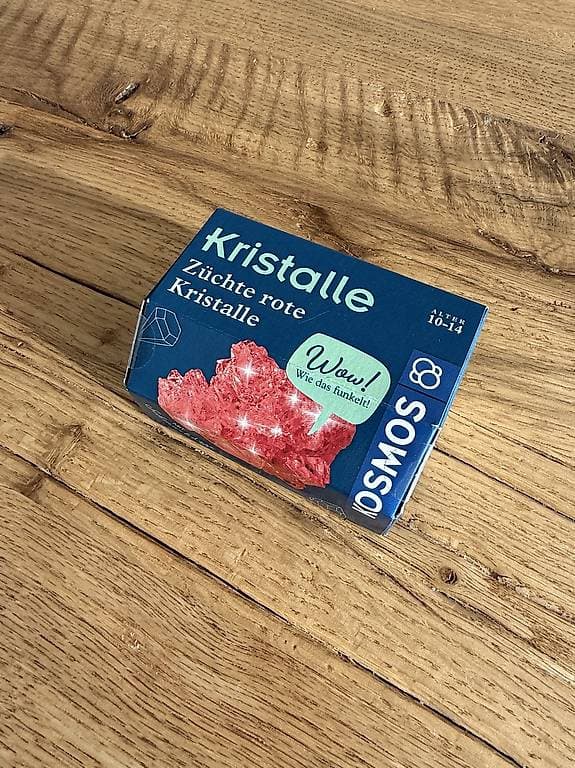 Kristalle
Züchte rote
Kristalle
ALTER
10-14
Wow!
Wie das funkelt!
KOSMOS